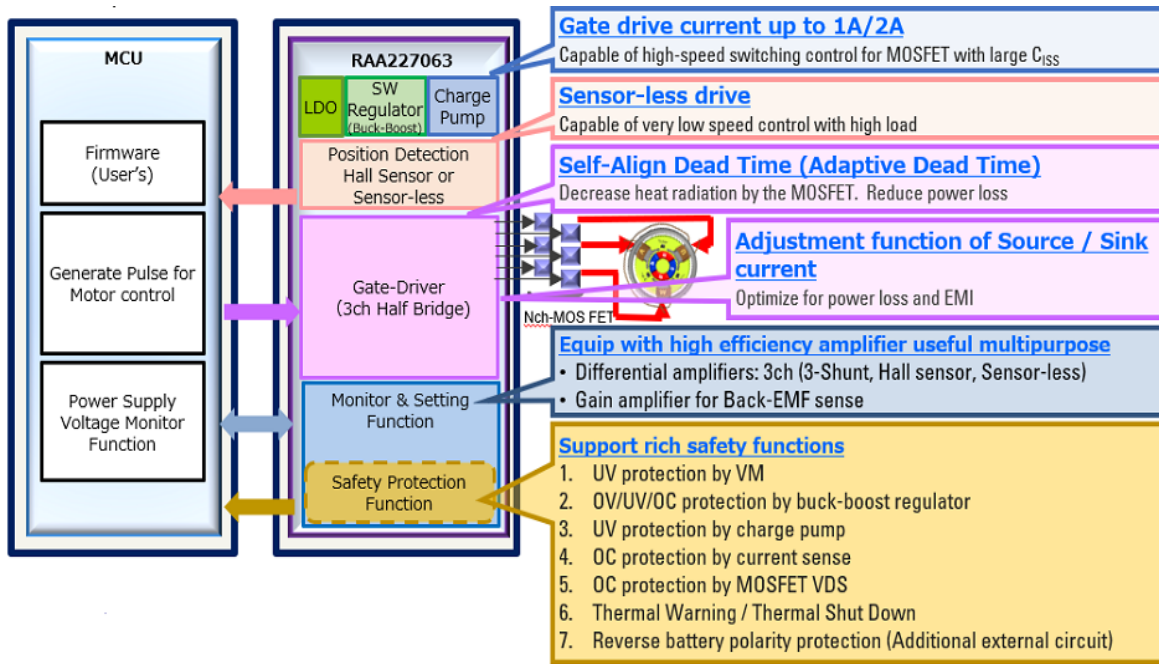 MCU
Firmware
(User's)
Generate Pulse for
Motor control
Power Supply
Voltage Monitor
Function
RAA227063
LDO
SW
Regulator
(Buck-Boost)
Charge
Pump
Position Detection
Hall Sensor or
Sensor-less
Gate-Driver
(3ch Half Bridge)
Monitor & Setting
Function
Safety Protection
Function
Nch-MOS FET
Gate drive current up to 1A/2A
Capable of high-speed switching control for MOSFET with large CISS
Sensor-less drive
Capable of very low speed control with high load
Self-Align Dead Time (Adaptive Dead Time)
Decrease heat radiation by the MOSFET. Reduce power loss
Adjustment function of Source / Sink
current
Optimize for power loss and EMI
Equip with high efficiency amplifier useful multipurpose
• Differential amplifiers: 3ch (3-Shunt, Hall sensor, Sensor-less)
• Gain amplifier for Back-EMF sense
Support rich safety functions
1. UV protection by VM
2. OV/UV/OC protection by buck-boost regulator
3. UV protection by charge pump
4. OC protection by current sense
5. OC protection by MOSFET VDS
6. Thermal Warning / Thermal Shut Down
7. Reverse battery polarity protection (Additional external circuit)